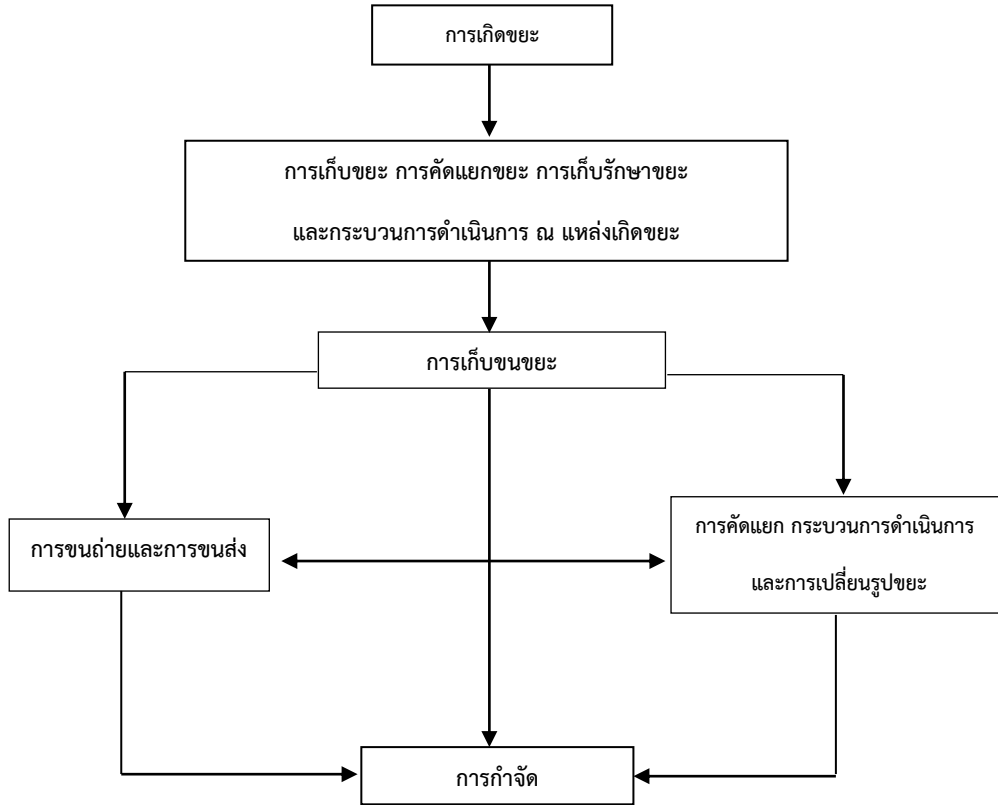 การเกิดขยะ
การเก็บขยะ การคัดแยกขยะ การเก็บรักษาขยะ
และกระบวนการดำเนินการ ณ แหล่งเกิดขยะ
การเก็บขนขยะ
การขนถ่ายและการขนส่ง
การคัดแยก กระบวนการดำเนินการ
และการเปลี่ยนรูปขยะ
การกำจัด